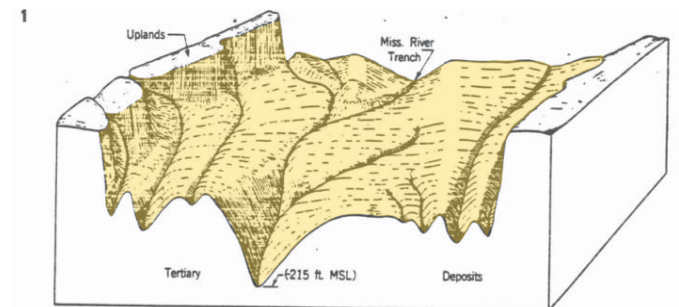 1
Uplands
Miss. River
Trench
Tertiary
(-215 ft. MSL)
Deposits